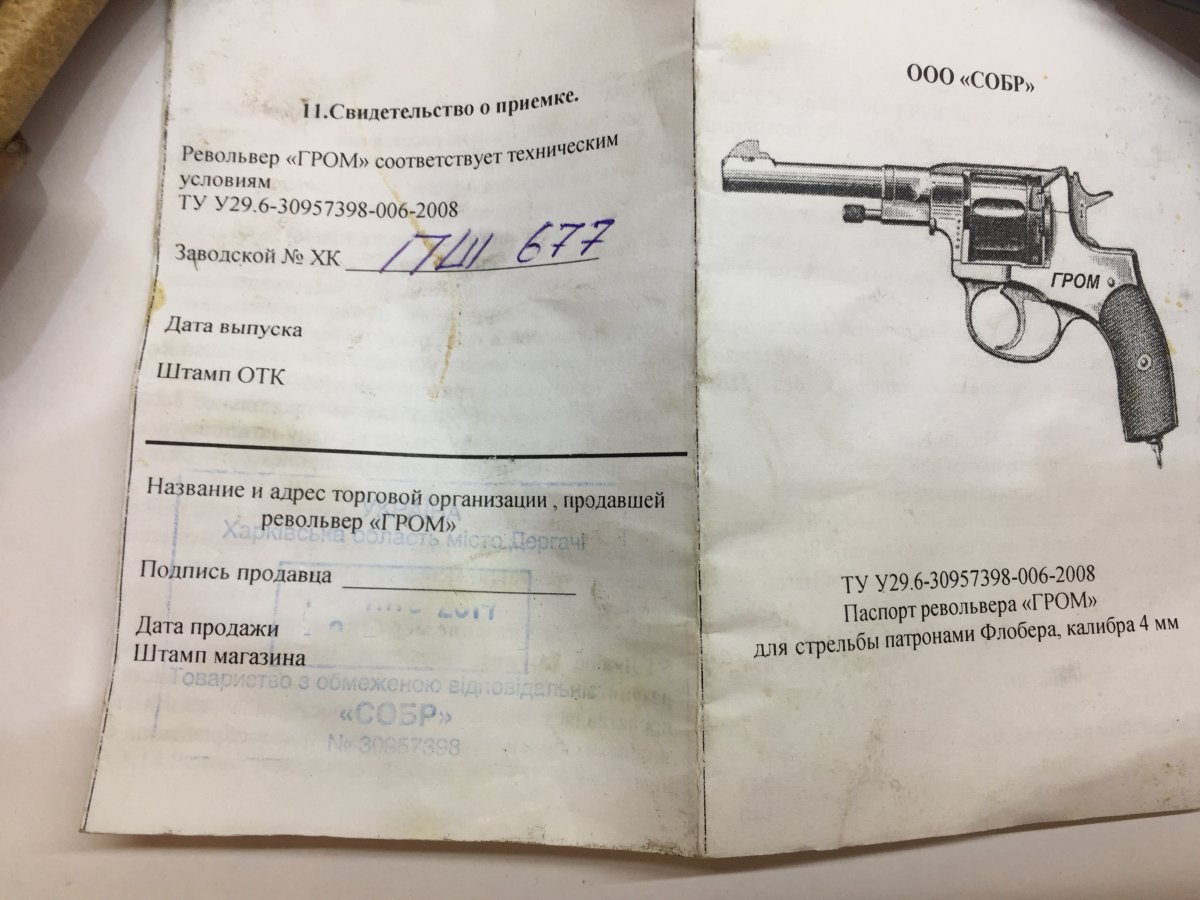 11.Свидетельство о приемке.
Револьвер «ГРОМ» соответствует техническим
условиям
ТУ У29.6-30957398-006-2008
Заводской № ХК ПШ 677
Дата выпуска
Штамп ОТК
Название и адрес торговой организации , продавшей
револьвер «ГРОМ»
УКРАЇНА
Харківська область місто Дергачі
Подпись продавца
Дата продажи
Штамп магазина
Товариство з обмеженою відповідальніс
«СОБР»
№ 30957398
ООО «СОБР»
ГРОМ
ТУ У29.6-30957398-006-2008
Паспорт револьвера «ГРОМ»
для стрельбы патронами Флобера, калибра 4 мм